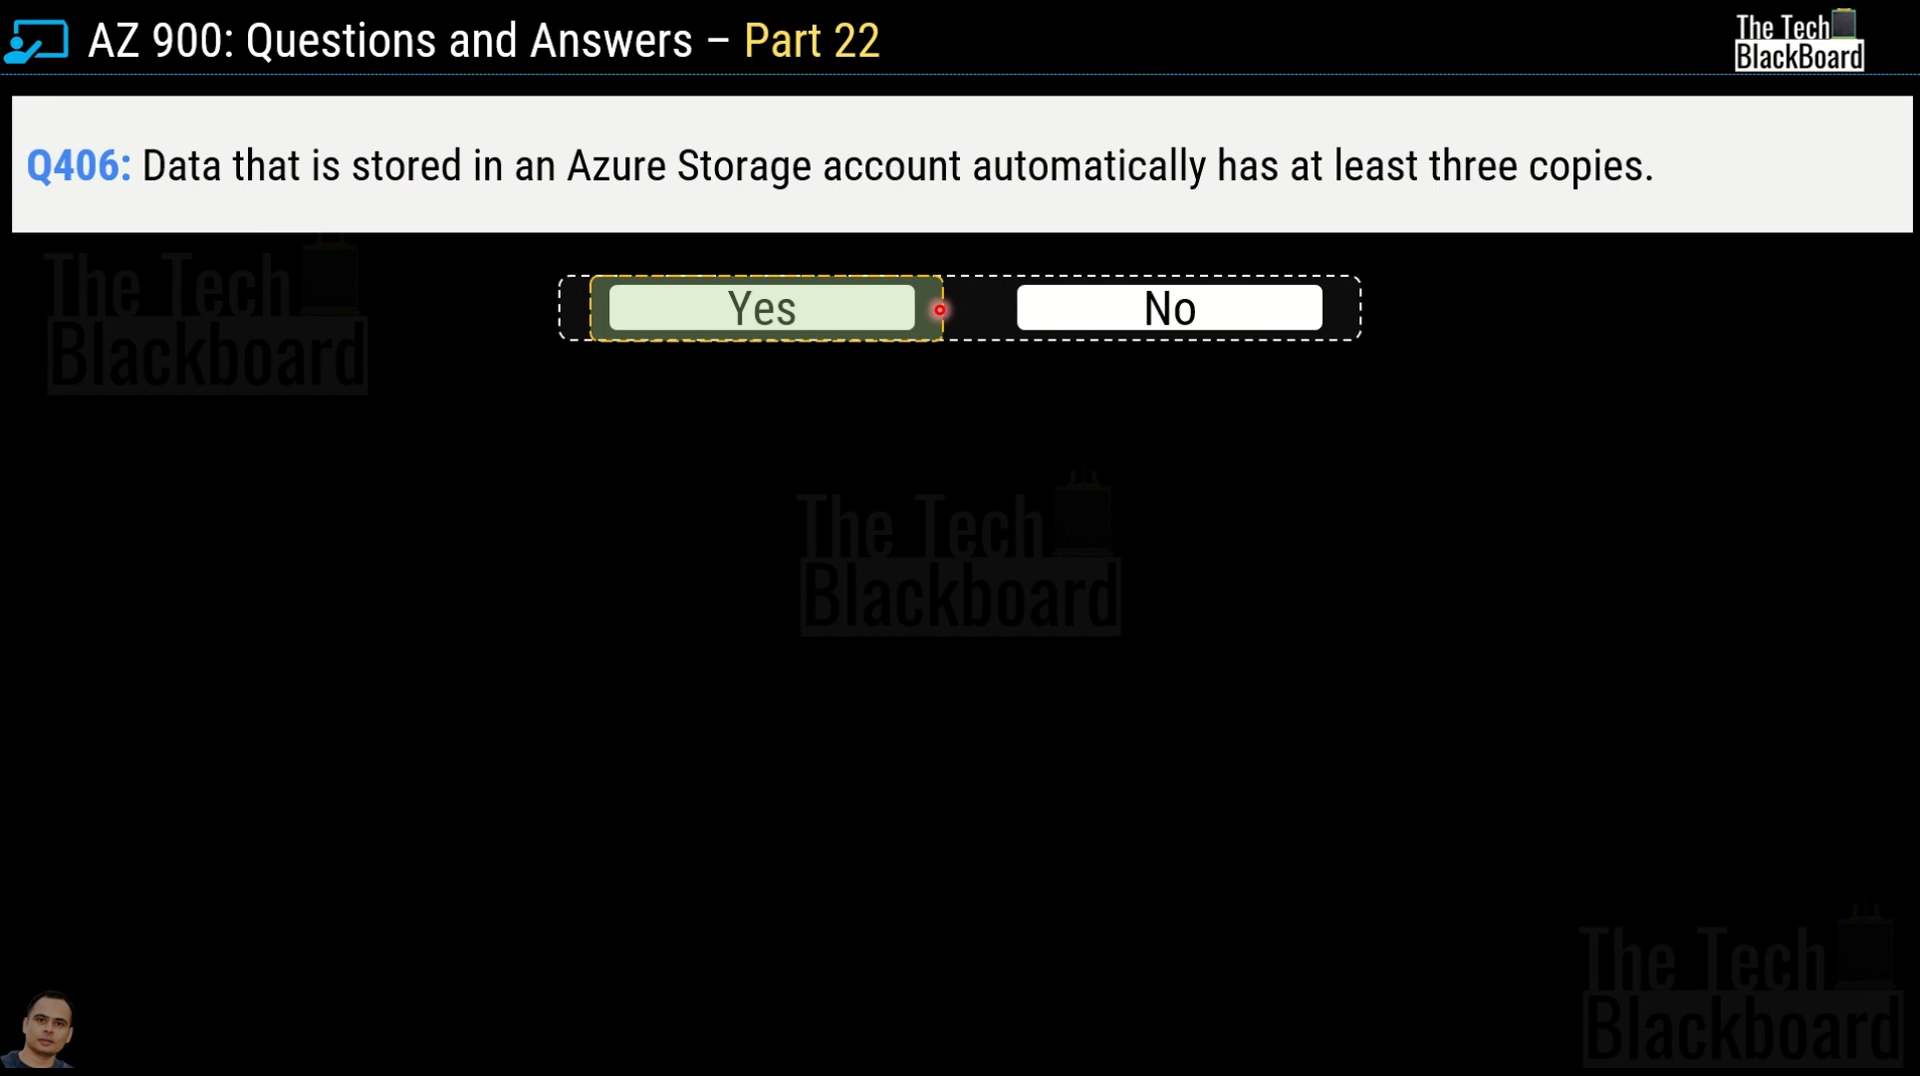 AZ 900: Questions and Answers – Part 22
The Tech
BlackBoard
Q406: Data that is stored in an Azure Storage account automatically has at least three copies.
The Tech
Blackboard
Yes
No
The Tech
Blackboard
The Tech
Blackboard